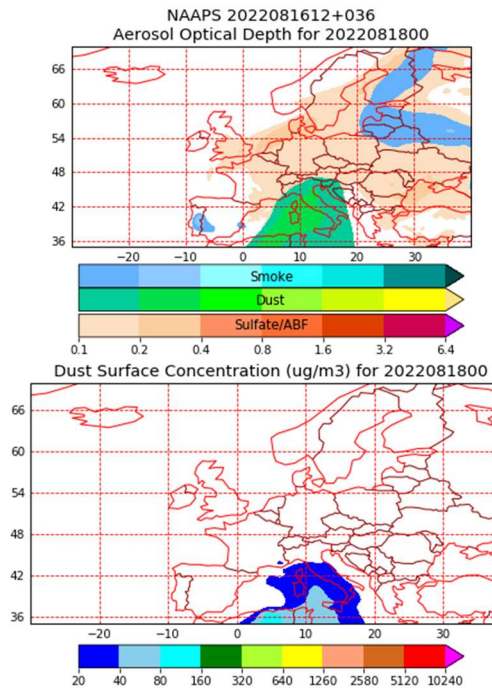 NAAPS 2022081612+036
Aerosol Optical Depth for 2022081800
66
60
54
48
42
36
−20 −10 0 10 20 30
Smoke
Dust
Sulfate/ABF
0.1 0.2 0.4 0.8 1.6 3.2 6.4
Dust Surface Concentration (ug/m3) for 2022081800
66
60
54
48
42
36
−20 −10 0 10 20 30
20 40 80 160 320 640 1260 2580 5120 10240